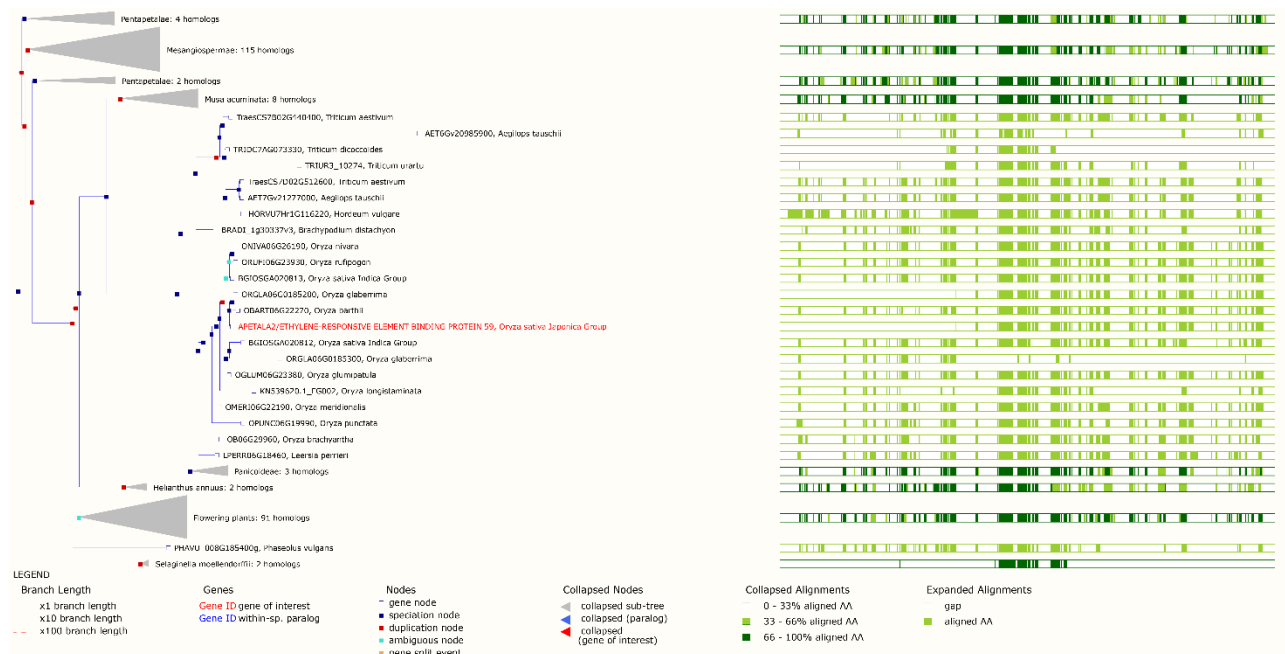 Pentapetalae: 4 homologs
Mesangiospermae: 115 homologs
Pentapetalae: 2 homologs
Musa acuminata: 8 homologs
TraesCS7B02G440400, Triticum aestivum
AET6Gv20985900, Aegilops tauschii
TRIDC7AG073330, Triticum dicoccoides
TRIUR3_10274, Triticum urartu
TraesCS7D02G512600, Triticum aestivum
AET7Gv21277000, Aegilops tauschii
HORVU7Hr1G116220, Hordeum vulgare
BRADI_1g30337v3, Brachypodium distachyon
ONIVA06G26190, Oryza nivara
ORUFI06G23930, Oryza rufipogon
BGIOSGA020813, Oryza sativa Indica Group
ORGLA06G0185200, Oryza glaberrima
OBART06G22270, Oryza barthii
APETALA2/ETHYLENE-RESPONSIVE ELEMENT BINDING PROTEIN 59, Oryza sativa Japonica Group
BGIOSGA020812, Oryza sativa Indica Group
ORGLA06G0185300, Oryza glaberrima
OGLUM06G23380, Oryza glumipatula
KN539620.1_FG002, Oryza longistaminata
OMERI06G22190, Oryza meridionalis
OPUNC06G19990, Oryza punctata
OB06G29960, Oryza brachyantha
LPERR06G18460, Leersia perrieri
Panicoideae: 3 homologs
Helianthus annuus: 2 homologs
Flowering plants: 91 homologs
PHAVU_008G185400g, Phaseolus vulgaris
Selaginella moellendorffii: 2 homologs
LEGEND
Branch Length
x1 branch length
x10 branch length
x100 branch length
Genes
Gene ID gene of interest
Gene ID within-sp. paralog
Nodes
gene node
speciation node
duplication node
ambiguous node
gene split event
Collapsed Nodes
collapsed sub-tree
collapsed (paralog)
collapsed
(gene of interest)
Collapsed Alignments
0 - 33% aligned AA
33 - 66% aligned AA
66 - 100% aligned AA
Expanded Alignments
gap
aligned AA